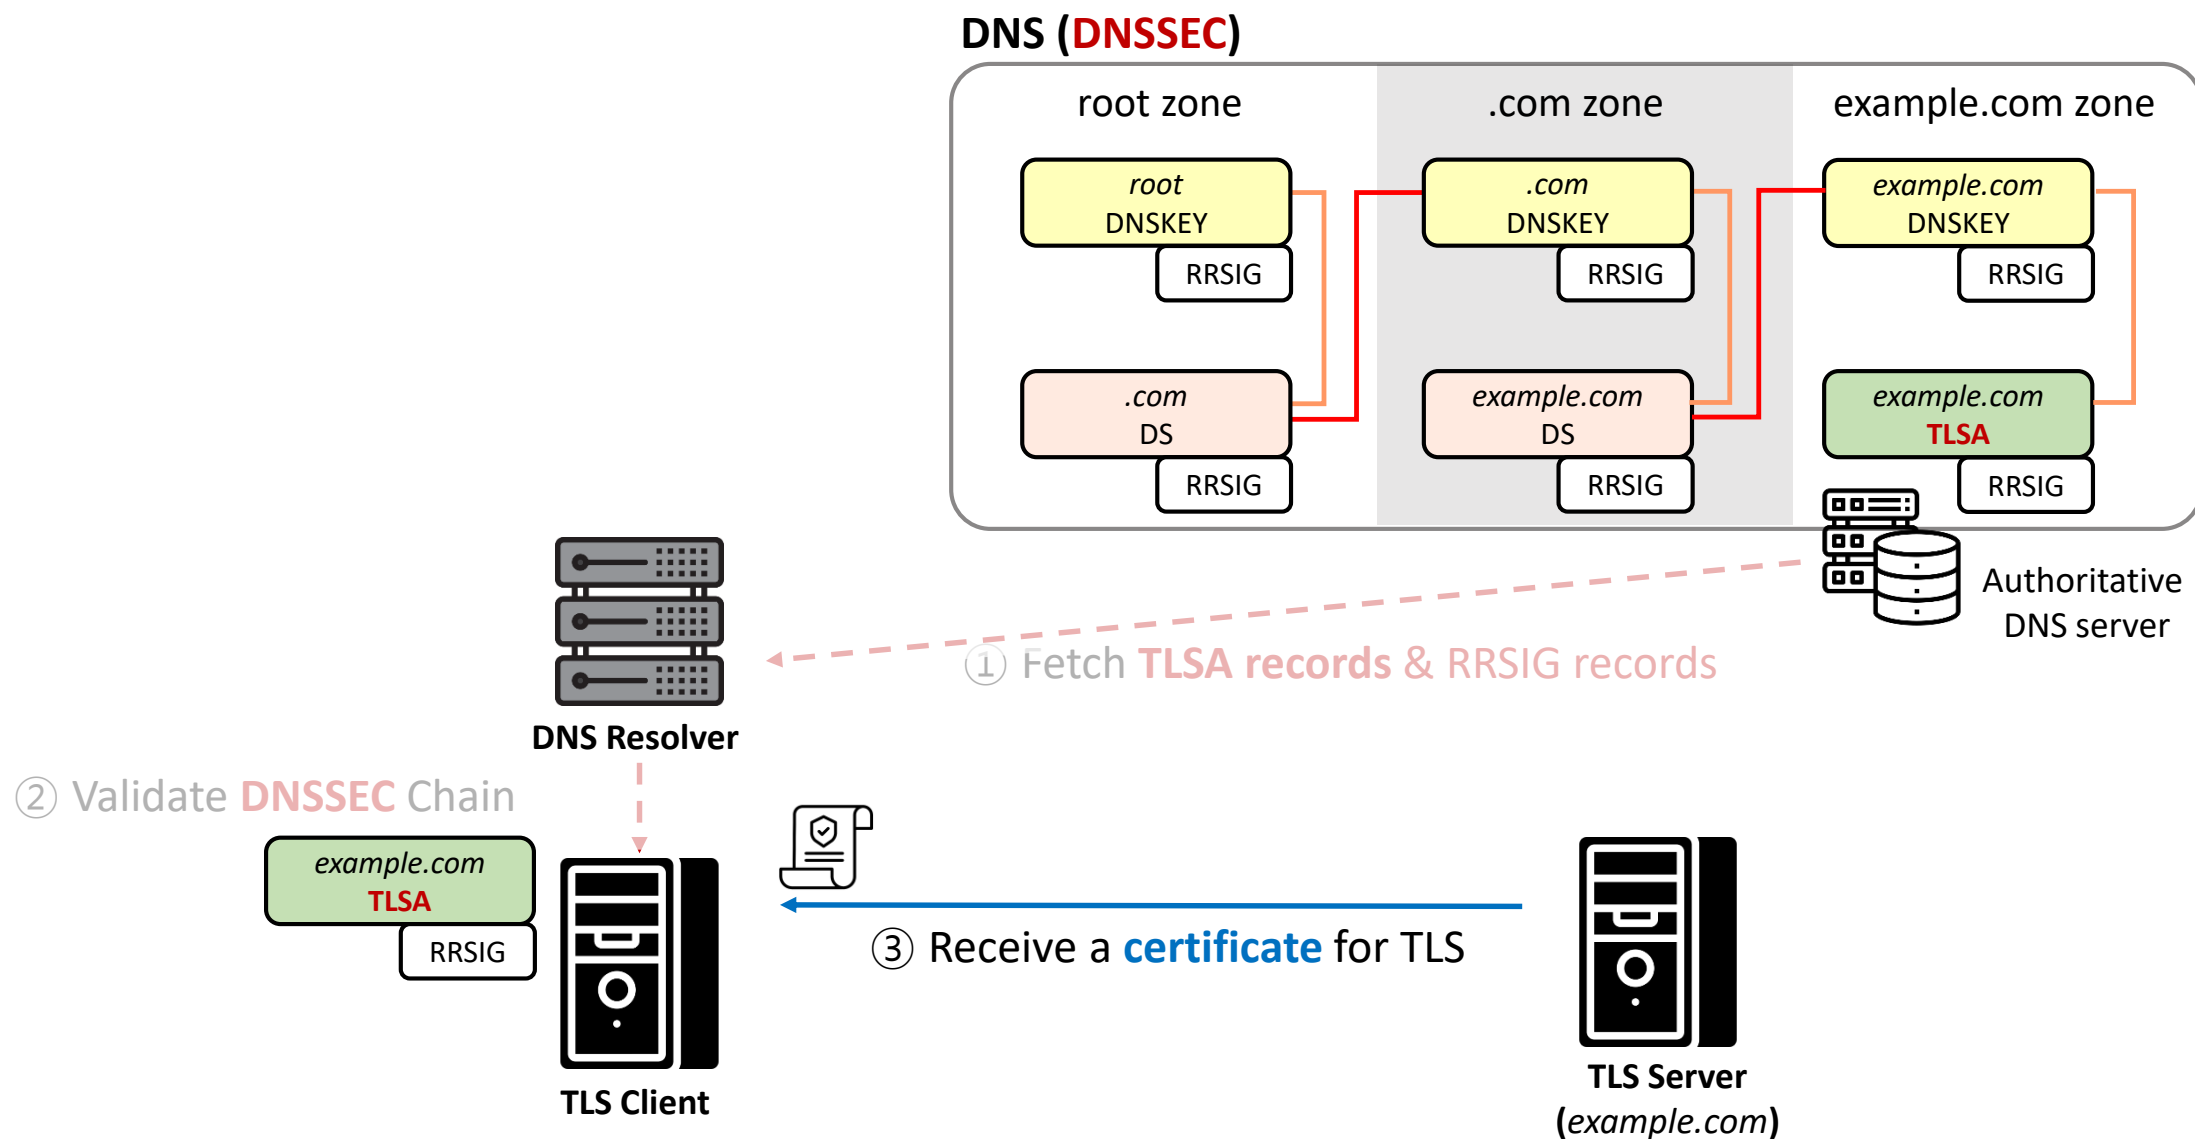 DNS (DNSSEC)
root zone
.com zone
example.com zone
root
DNSKEY
RRSIG
.com
DNSKEY
RRSIG
example.com
DNSKEY
RRSIG
.com
DS
RRSIG
example.com
DS
RRSIG
example.com
TLSA
RRSIG
Authoritative
DNS server
① Fetch TLSA records & RRSIG records
DNS Resolver
② Validate DNSSEC Chain
example.com
TLSA
RRSIG
③ Receive a certificate for TLS
TLS Client
TLS Server
(example.com)